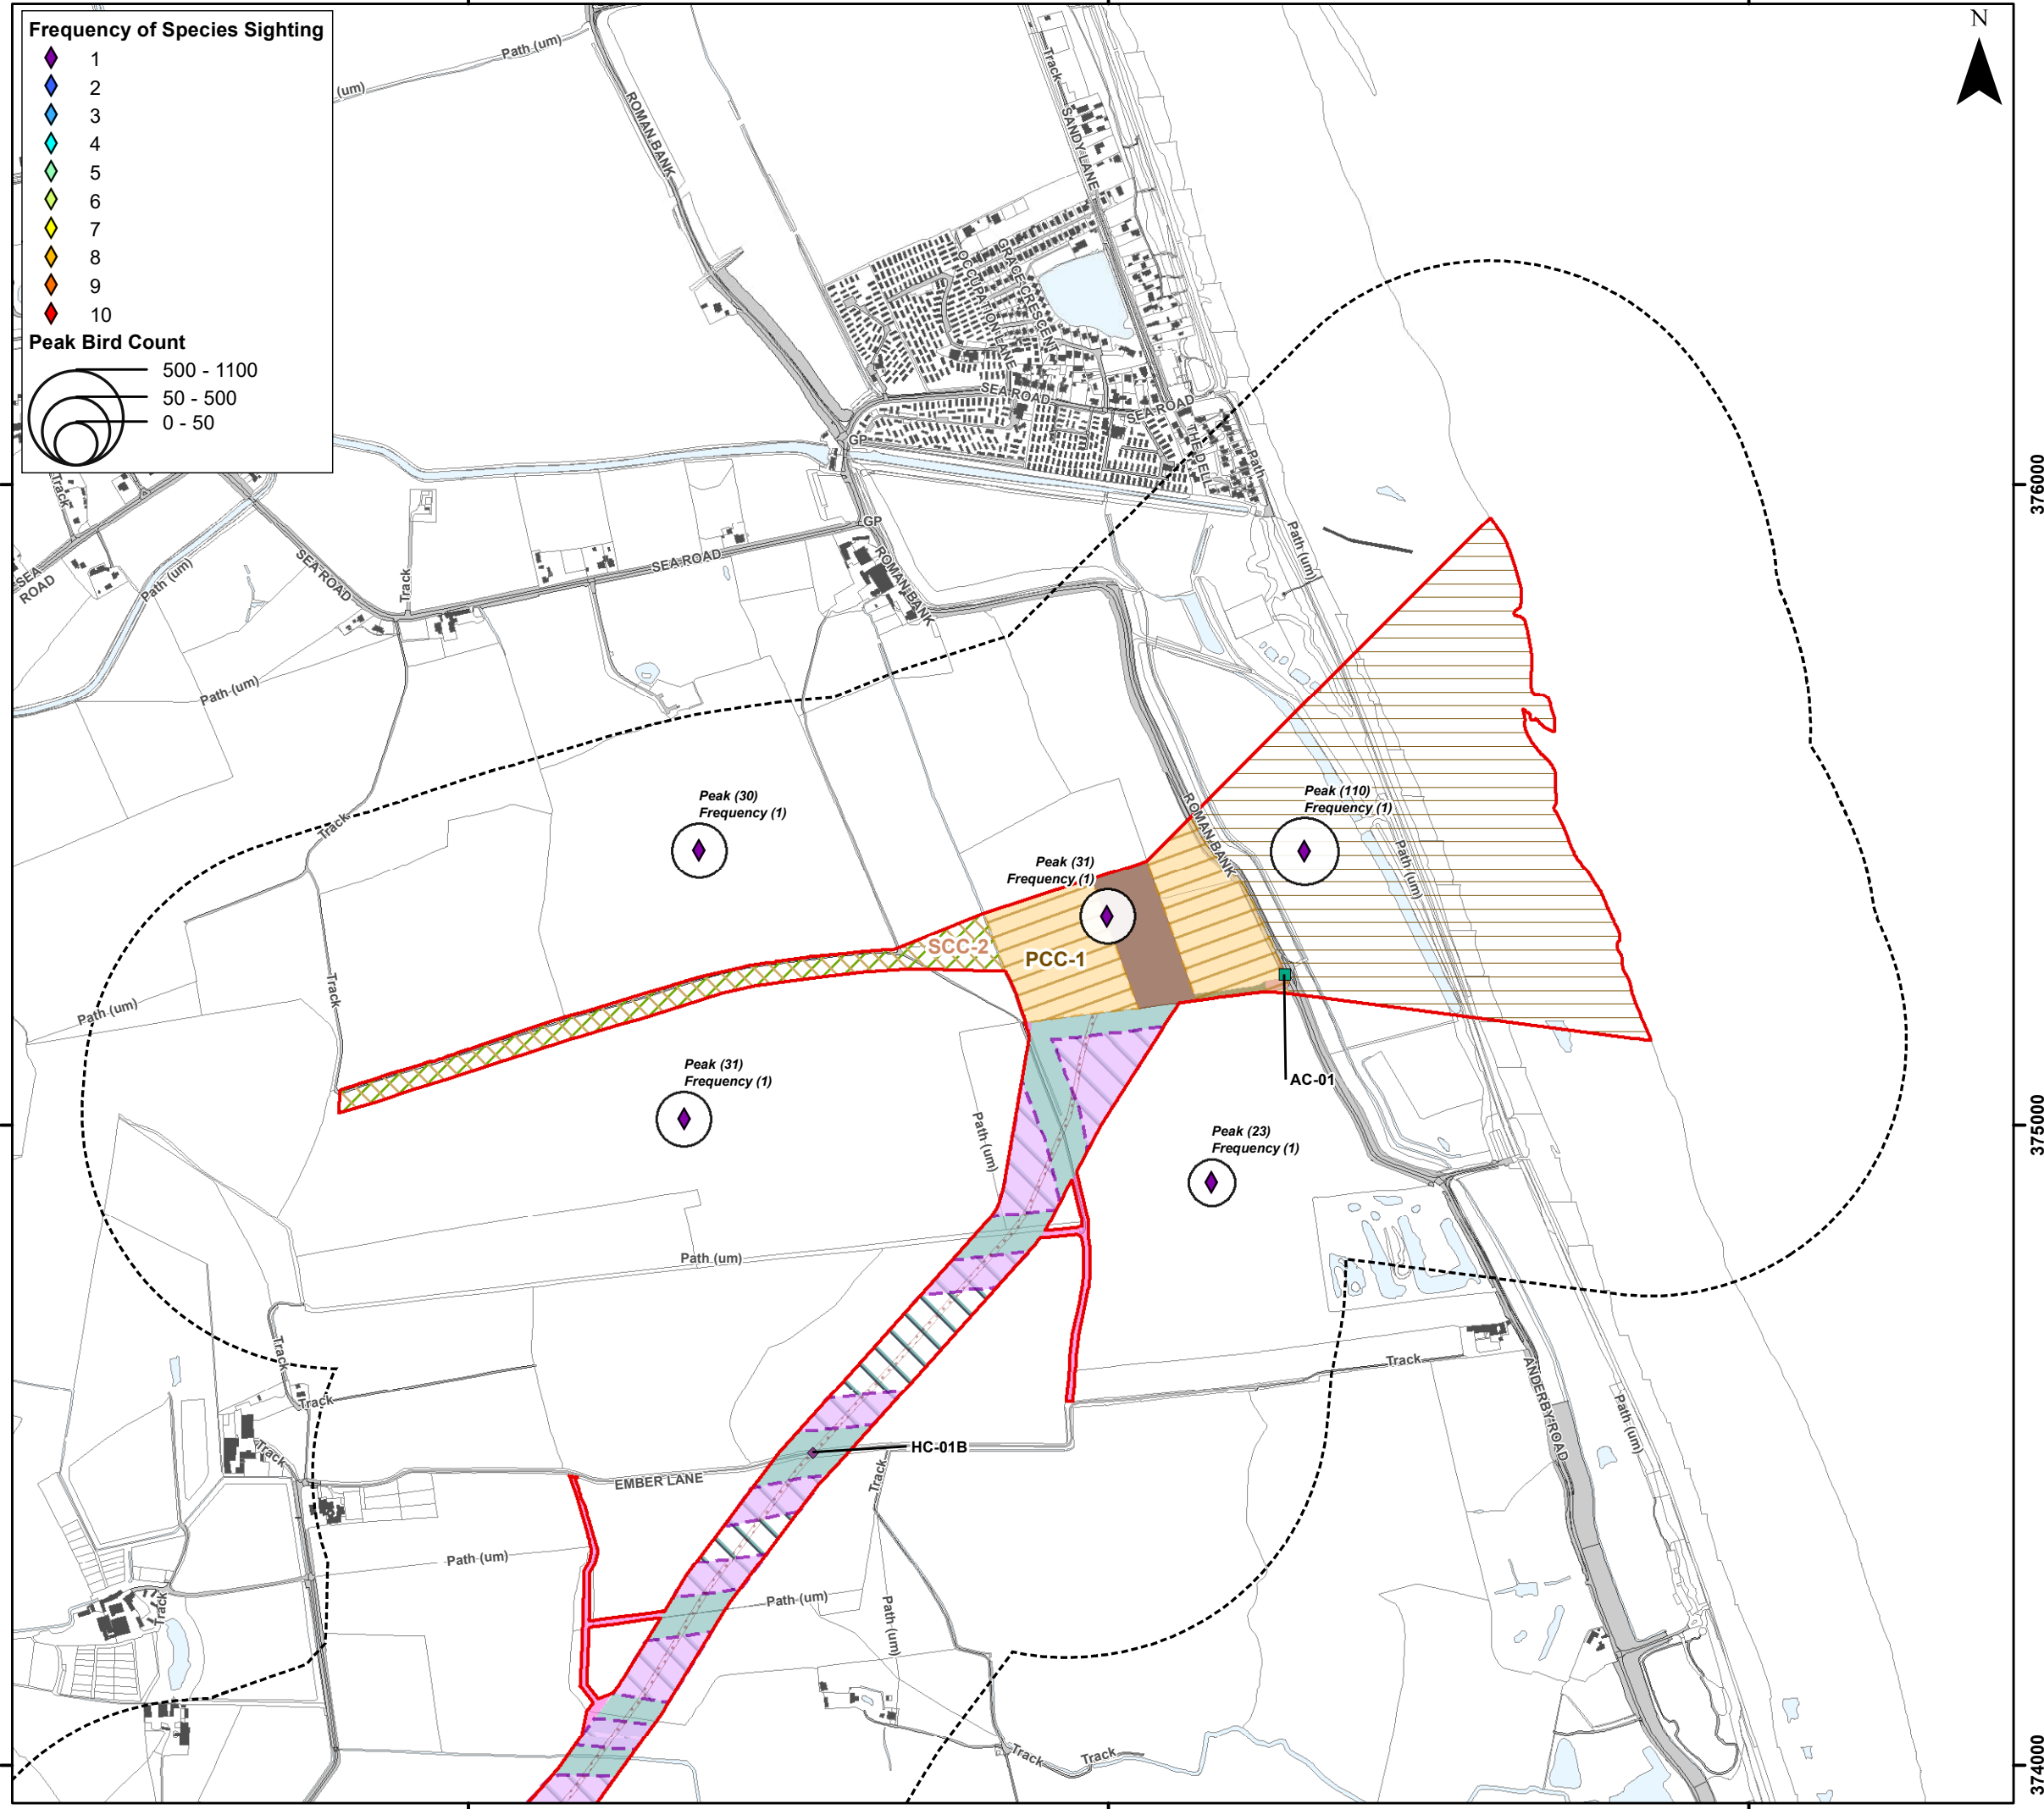 Frequency of Species Sighting
1
2
3
4
5
6
7
8
9
10
Peak Bird Count
500 - 1100
50 - 500
0 - 50
N
Path (um)
(um)
ROMAN BANK
Track
SANDY LANE
GRACE CRESCENT
OCCUPATION LANE
SEA ROAD
SEA ROAD
THE DELL
Path
GP
GP
Track
SEA
ROAD
Path (um)
SEA ROAD
Track
SEA ROAD
ROMAN BANK
Path (um)
376000
Path (um)
Track
Peak (30)
Frequency (1)
ROMAN BANK
Peak (110)
Frequency (1)
Path (um)
Peak (31)
Frequency (1)
SCC-2
PCC-1
Track
Path (um)
AC-01
Peak (31)
Frequency (1)
Path (um)
Peak (23)
Frequency (1)
375000
Path (um)
Track
Track
Track
Track
ANDERBY ROAD
Path (um)
HC-01B
EMBER LANE
Track
Path (um)
Track
Path (um)
Path (um)
Track
Track
374000